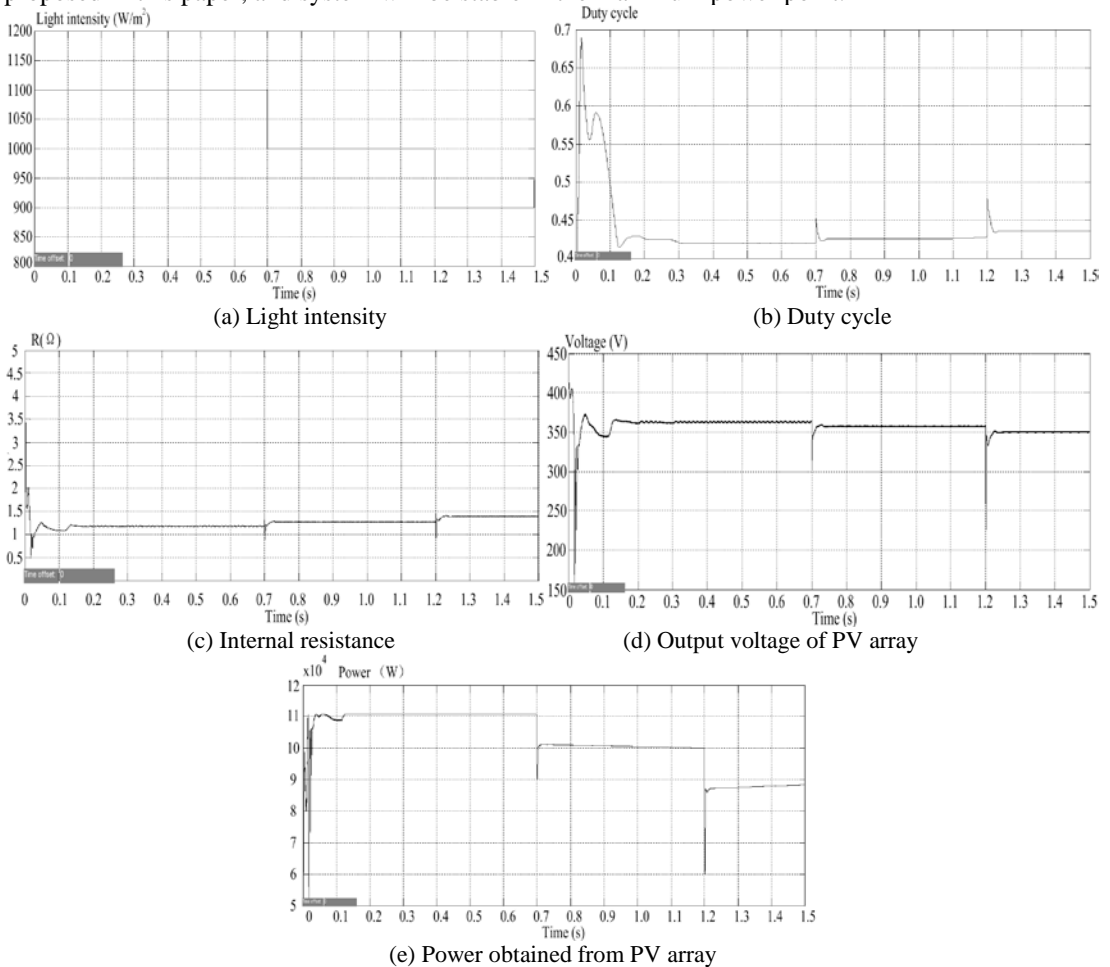 Light intensity (W/m²)
1200
1150
1100
1050
1000
950
900
850
800
Time offset: 0
0 0.1 0.2 0.3 0.4 0.5 0.6 0.7 0.8 0.9 1.0 1.1 1.2 1.3 1.4 1.5
Time (s)
(a) Light intensity
Duty cycle
0.7
0.65
0.6
0.55
0.5
0.45
0.4
0 0.1 0.2 0.3 0.4 0.5 0.6 0.7 0.8 0.9 1.0 1.1 1.2 1.3 1.4 1.5
Time (s)
(b) Duty cycle
R(Ω)
5
4.5
4
3.5
3
2.5
2
1.5
1
0.5
Time offset: 0
0 0.1 0.2 0.3 0.4 0.5 0.6 0.7 0.8 0.9 1.0 1.1 1.2 1.3 1.4 1.5
Time (s)
(c) Internal resistance
Voltage (V)
450
400
350
300
250
200
150
0 0.1 0.2 0.3 0.4 0.5 0.6 0.7 0.8 0.9 1.0 1.1 1.2 1.3 1.4 1.5
Time (s)
(d) Output voltage of PV array
x10⁴ Power (W)
12
11
10
9
8
7
6
5
0 0.1 0.2 0.3 0.4 0.5 0.6 0.7 0.8 0.9 1.0 1.1 1.2 1.3 1.4 1.5
Time (s)
(e) Power obtained from PV array